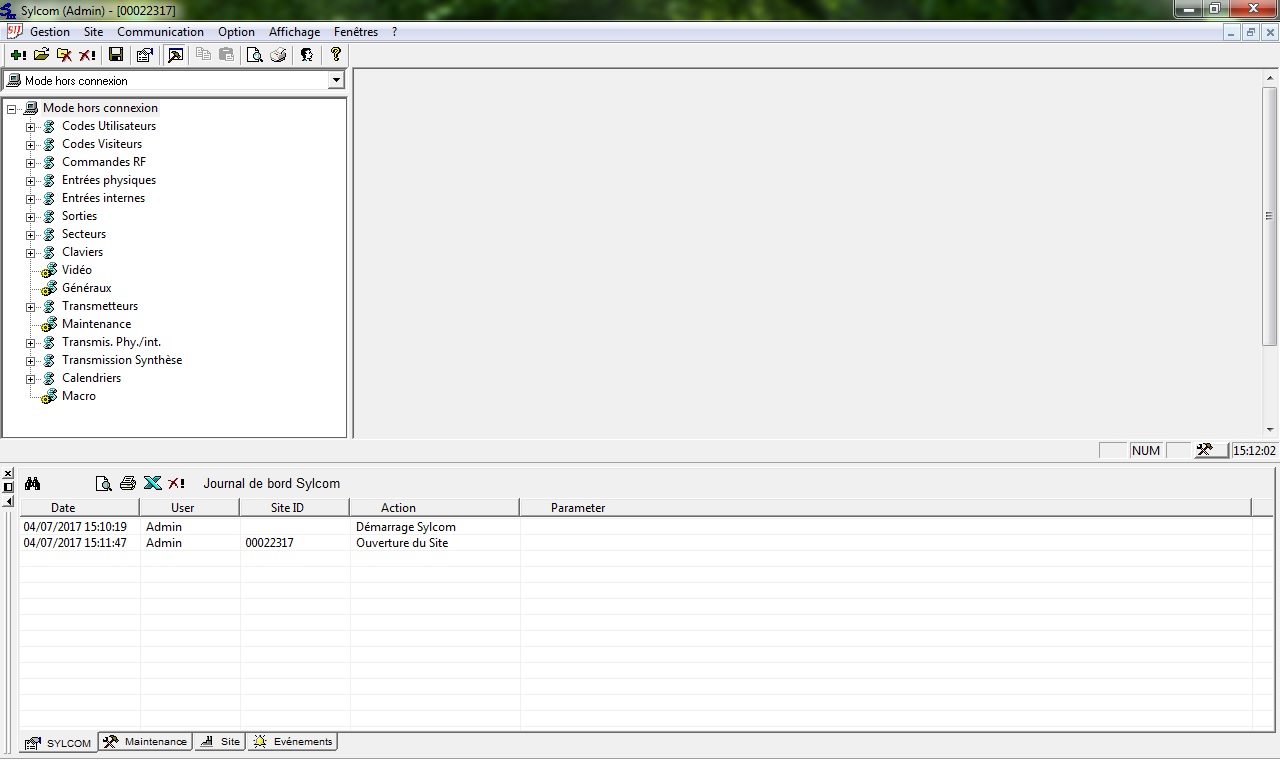 Sylcom (Admin) - [00022317]
Gestion Site Communication Option Affichage Fenêtres ?
Mode hors connexion
Mode hors connexion
Codes Utilisateurs
Codes Visiteurs
Commandes RF
Entrées physiques
Entrées internes
Sorties
Secteurs
Claviers
Vidéo
Généraux
Transmetteurs
Maintenance
Transmis. Phy./int.
Transmission Synthèse
Calendriers
Macro
NUM 15:12:02
Journal de bord Sylcom
Date User Site ID Action Parameter
04/07/2017 15:10:19 Admin Démarrage Sylcom
04/07/2017 15:11:47 Admin 00022317 Ouverture du Site
SYLCOM Maintenance Site Evénements